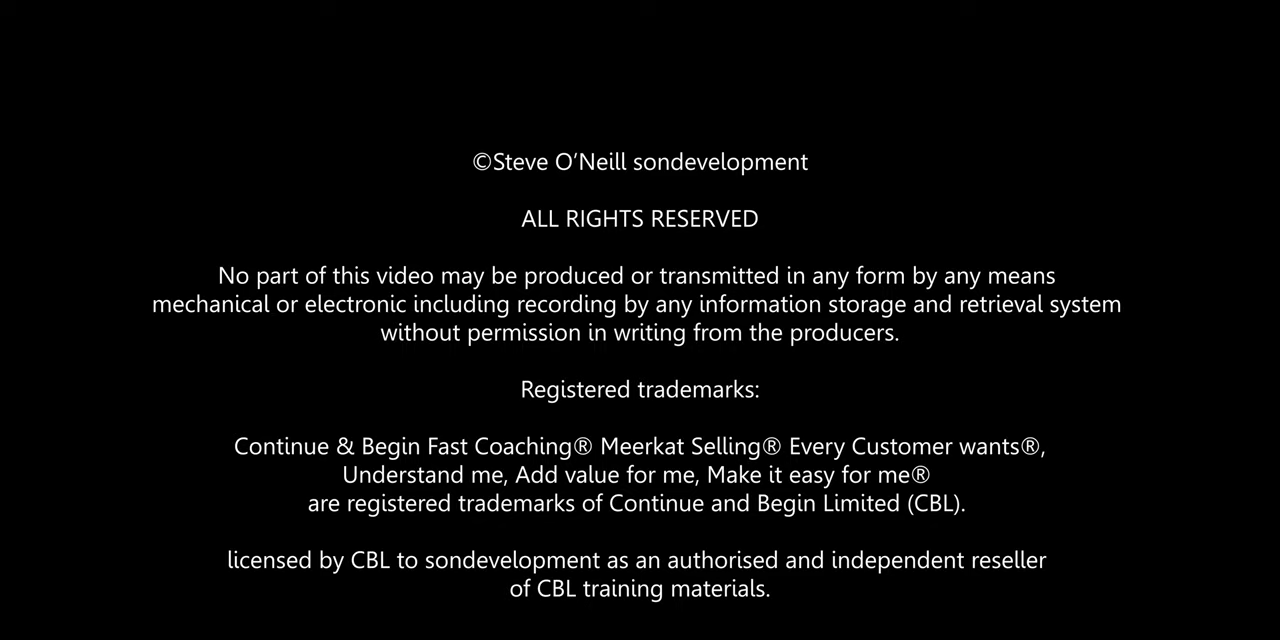 ©Steve O‘Neill sondevelopment
ALL RIGHTS RESERVED
No part of this video may be produced or transmitted in any form by any means
mechanical or electronic including recording by any information storage and retrieval system
without permission in writing from the producers.
Registered trademarks:
Continue & Begin Fast Coaching® Meerkat Selling® Every Customer wants®,
Understand me, Add value for me, Make it easy for me®
are registered trademarks of Continue and Begin Limited (CBL).
licensed by CBL to sondevelopment as an authorised and independent reseller
of CBL training materials.